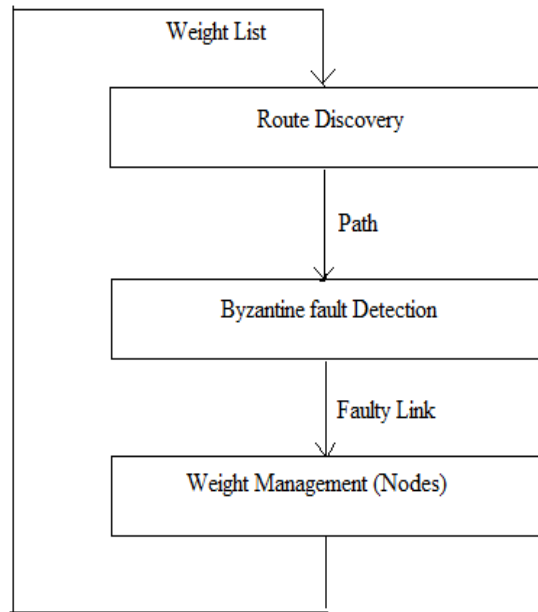 Weight List
Route Discovery
Path
Byzantine fault Detection
Faulty Link
Weight Management (Nodes)